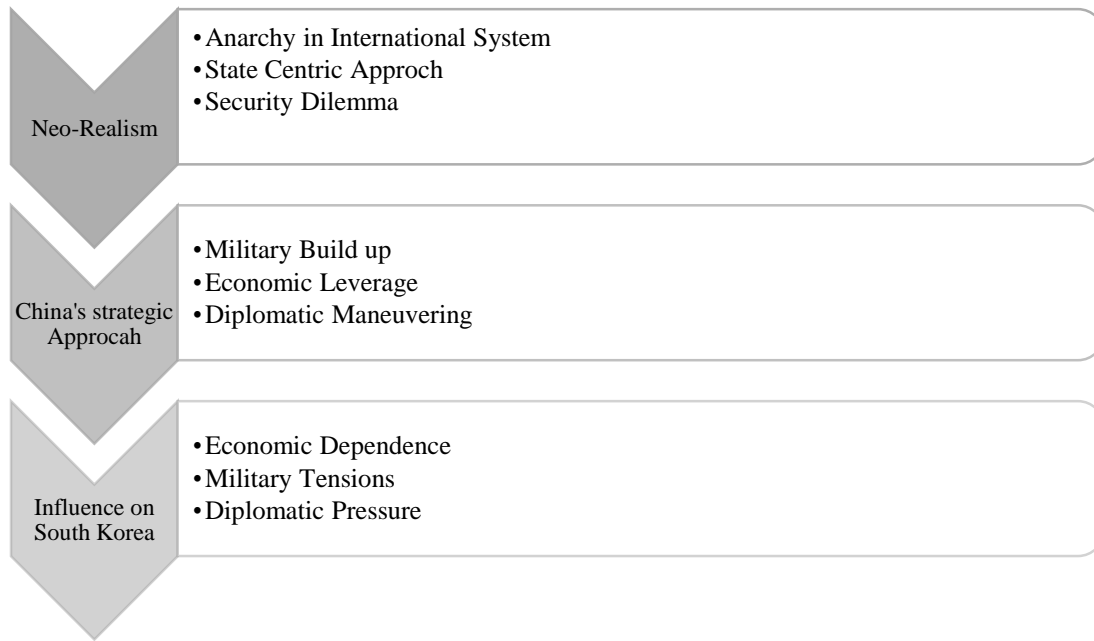 Neo-Realism
•Anarchy in International System
•State Centric Approch
•Security Dilemma
China's strategic
Approcah
•Military Build up
•Economic Leverage
•Diplomatic Maneuvering
Influence on
South Korea
•Economic Dependence
•Military Tensions
•Diplomatic Pressure